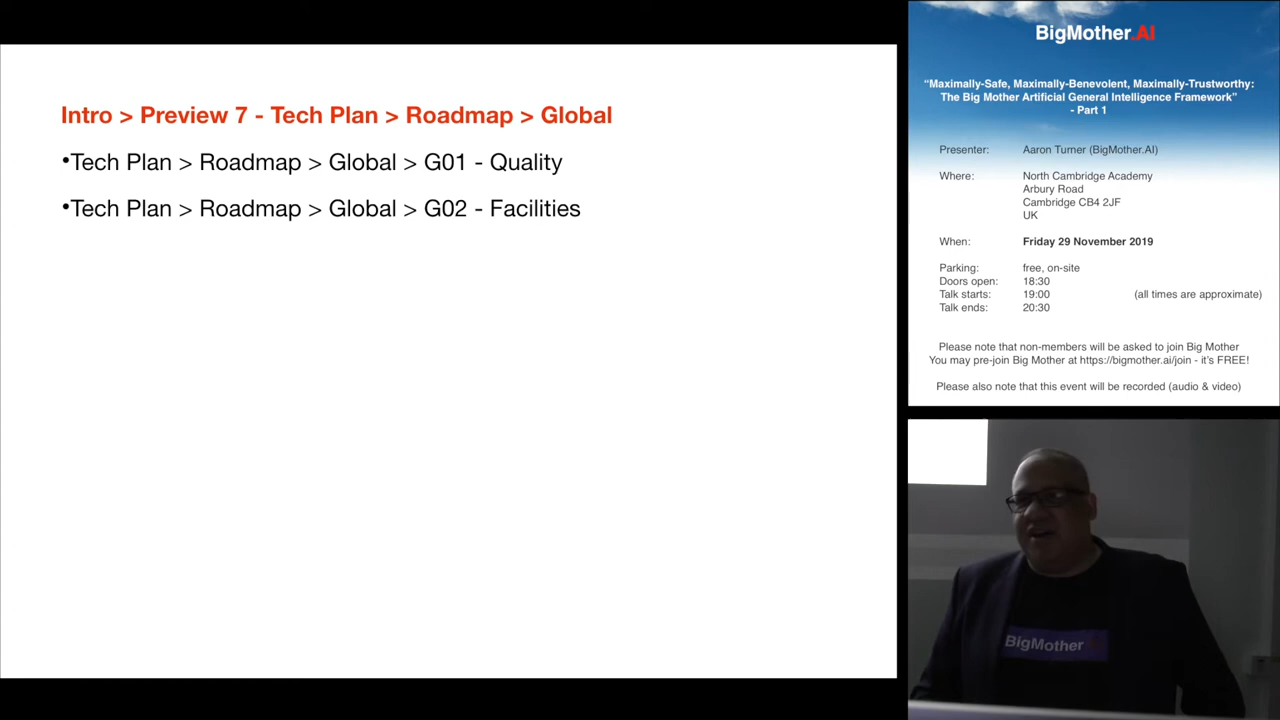 Intro > Preview 7 - Tech Plan > Roadmap > Global
•Tech Plan > Roadmap > Global > G01 - Quality
•Tech Plan > Roadmap > Global > G02 - Facilities
BigMother.AI
“Maximally-Safe, Maximally-Benevolent, Maximally-Trustworthy:
The Big Mother Artificial General Intelligence Framework”
- Part 1
Presenter: Aaron Turner (BigMother.AI)
Where: North Cambridge Academy
Arbury Road
Cambridge CB4 2JF
UK
When: Friday 29 November 2019
Parking: free, on-site
Doors open: 18:30
Talk starts: 19:00 (all times are approximate)
Talk ends: 20:30
Please note that non-members will be asked to join Big Mother
You may pre-join Big Mother at https://bigmother.ai/join - it’s FREE!
Please also note that this event will be recorded (audio & video)
BigMother.AI